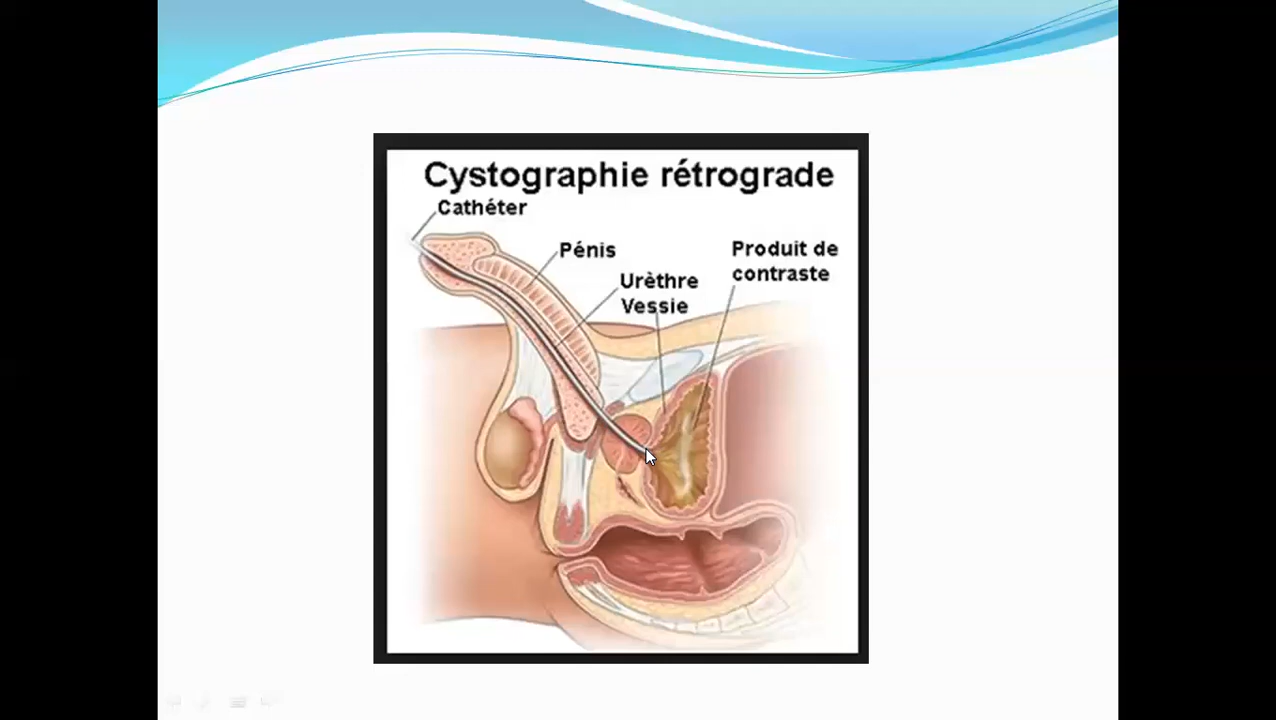 Cystographie rétrograde
Cathéter
Pénis
Produit de
contraste
Urèthre
Vessie